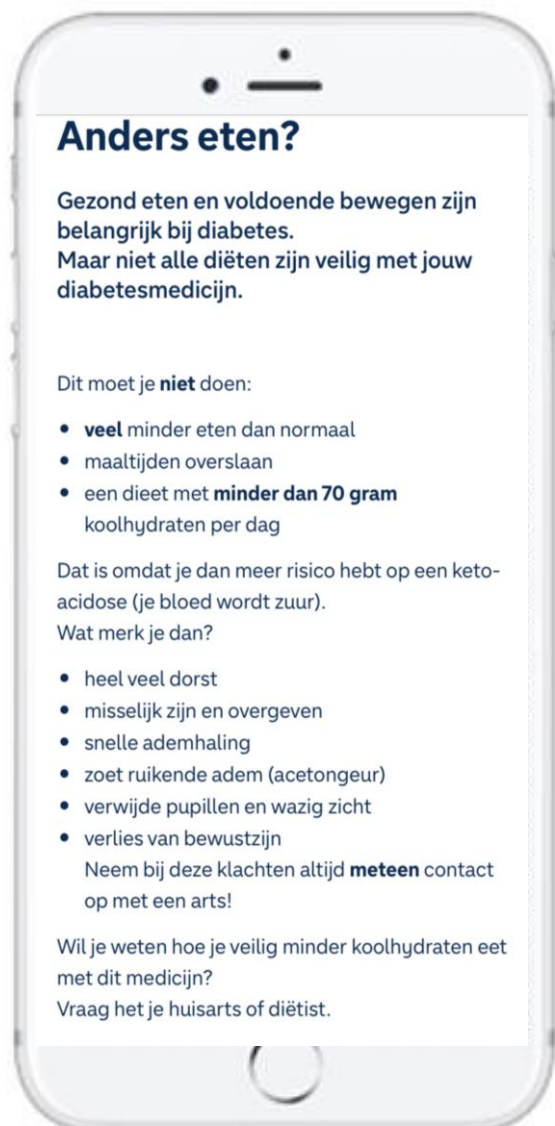 Anders eten?
Gezond eten en voldoende bewegen zijn
belangrijk bij diabetes.
Maar niet alle diëten zijn veilig met jouw
diabetesmedicijn.
Dit moet je niet doen:
• veel minder eten dan normaal
• maaltijden overslaan
• een dieet met minder dan 70 gram
koolhydraten per dag
Dat is omdat je dan meer risico hebt op een keto-
acidose (je bloed wordt zuur).
Wat merk je dan?
• heel veel dorst
• misselijk zijn en overgeven
• snelle ademhaling
• zoet ruikende adem (acetongeur)
• verwijde pupillen en wazig zicht
• verlies van bewustzijn
Neem bij deze klachten altijd meteen contact
op met een arts!
Wil je weten hoe je veilig minder koolhydraten eet
met dit medicijn?
Vraag het je huisarts of diëtist.